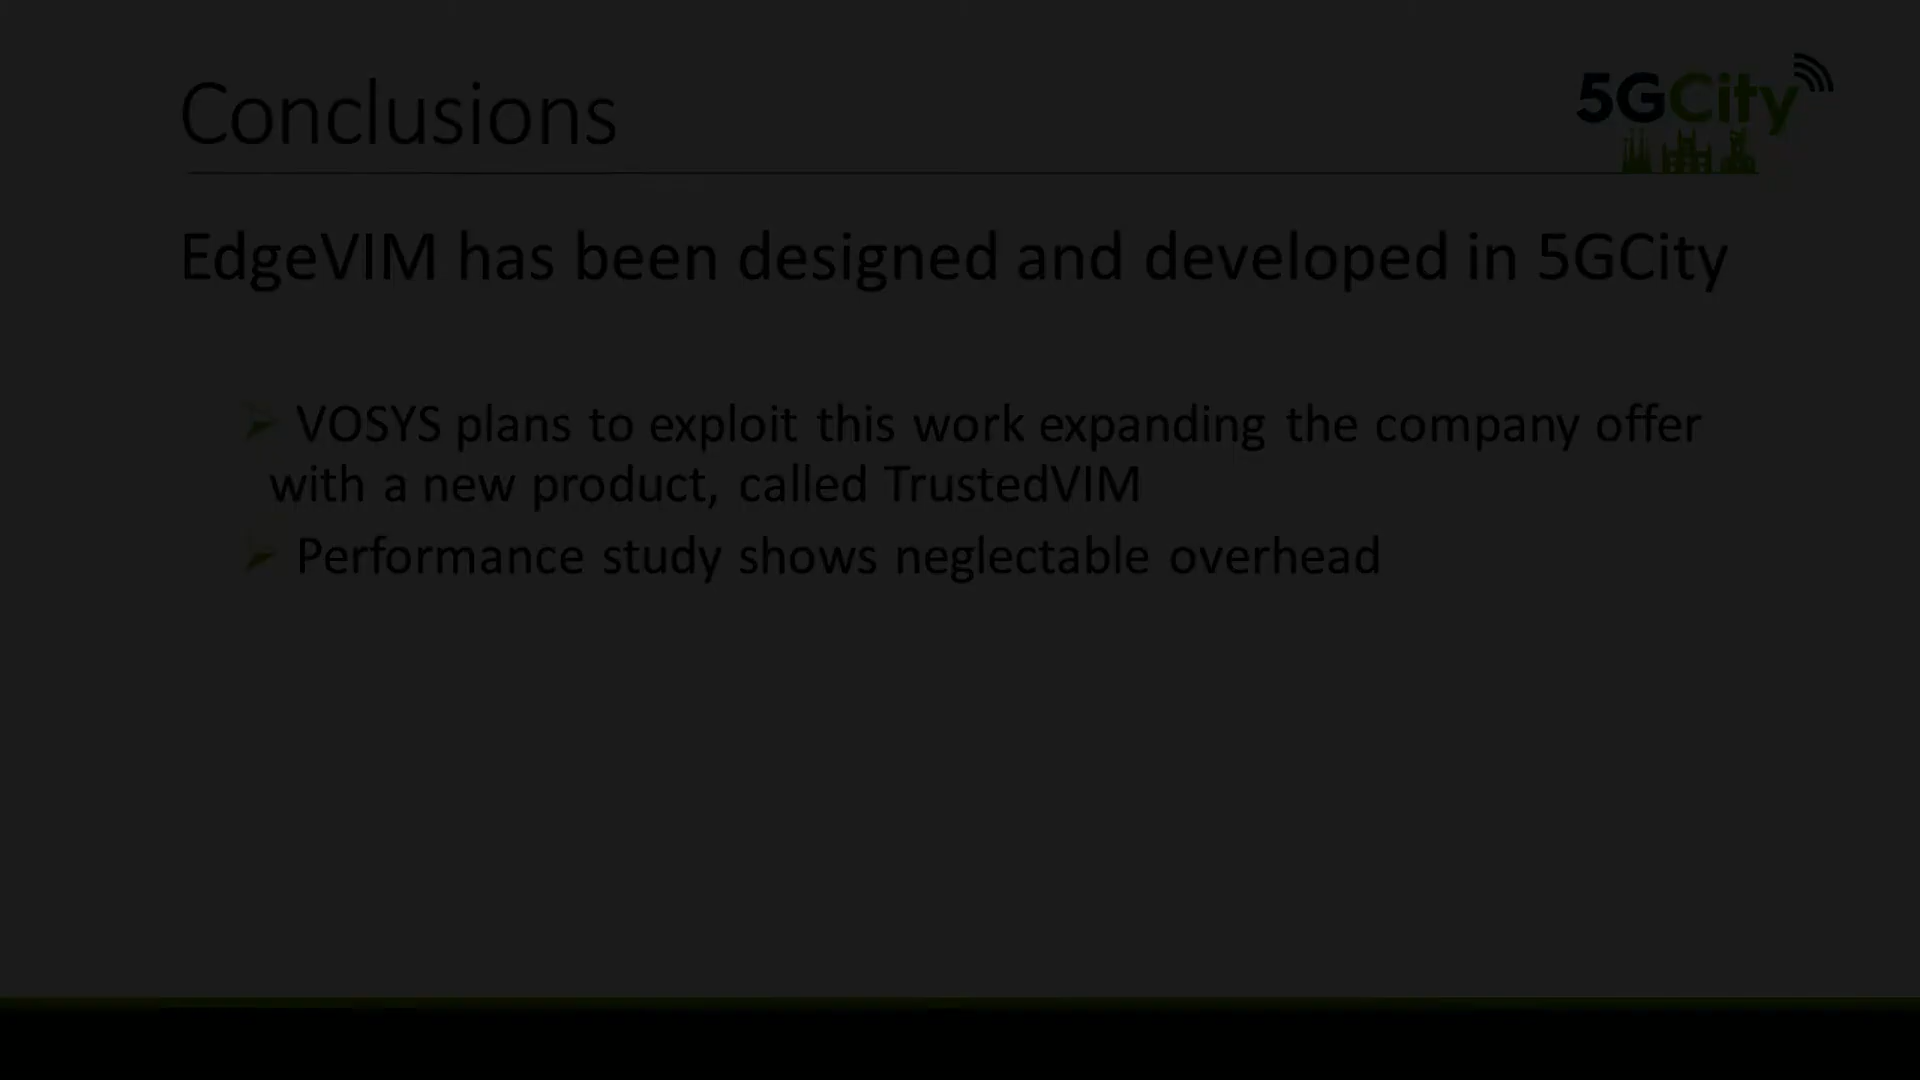 Conclusions
5GCity
EdgeVIM has been designed and developed in 5GCity
VOSYS plans to exploit this work expanding the company offer
with a new product, called TrustedVIM
Performance study shows neglectable overhead